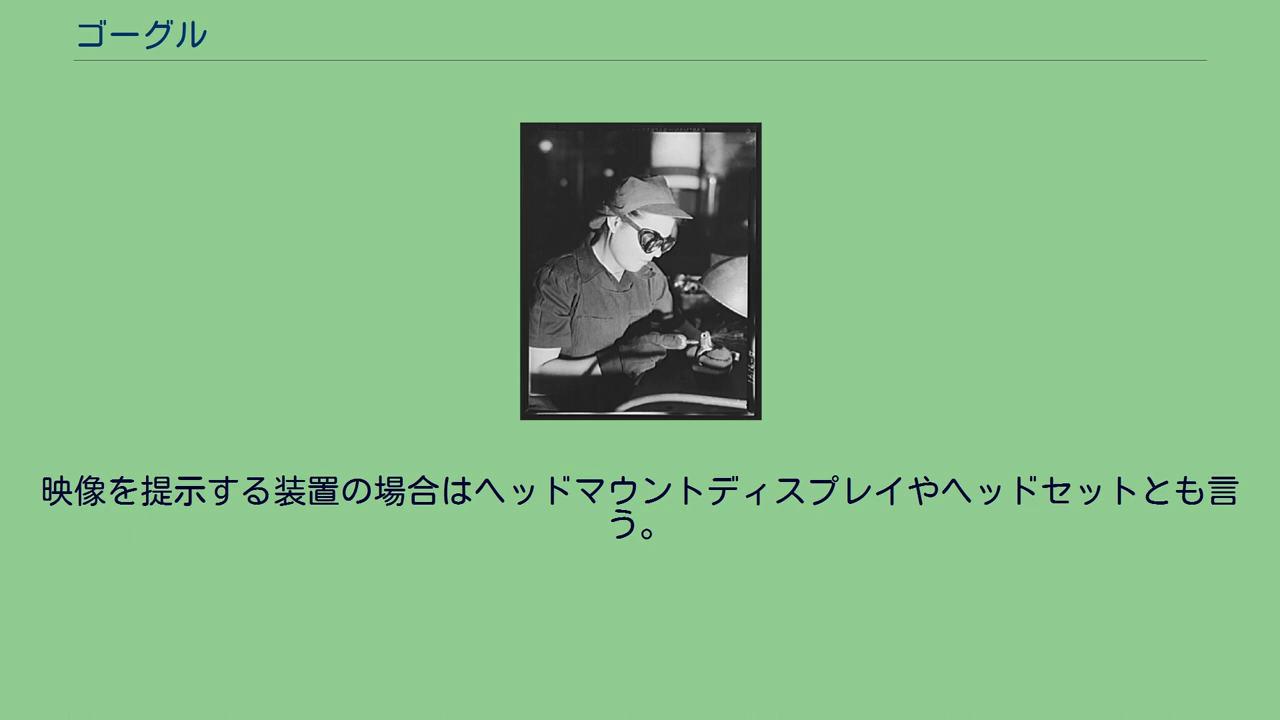 ゴーグル
映像を提示する装置の場合はヘッドマウントディスプレイやヘッドセットとも言
う。